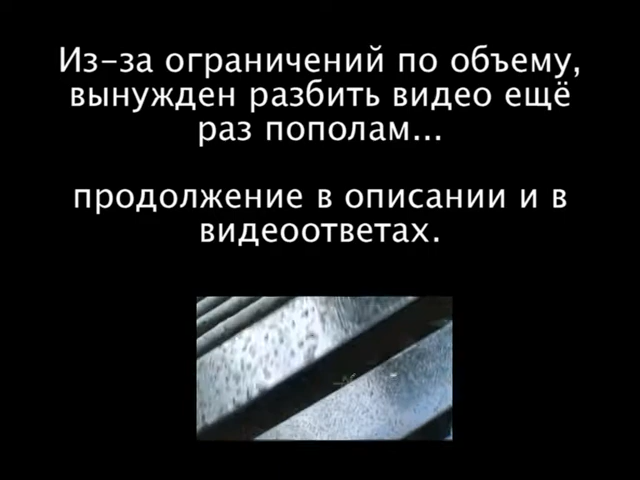 Из-за ограничений по объему,
вынужден разбить видео ещё
раз пополам...
продолжение в описании и в
видеоответах.